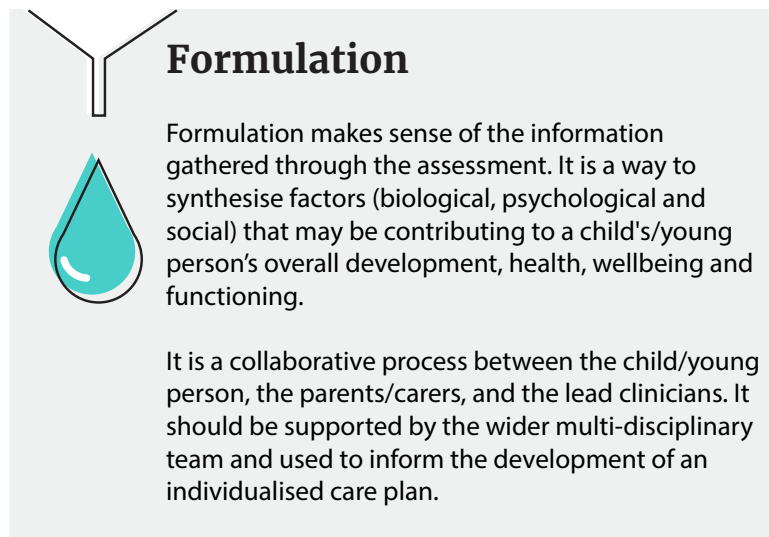 Formulation
Formulation makes sense of the information
gathered through the assessment. It is a way to
synthesise factors (biological, psychological and
social) that may be contributing to a child's/young
person’s overall development, health, wellbeing and
functioning.
It is a collaborative process between the child/young
person, the parents/carers, and the lead clinicians. It
should be supported by the wider multi-disciplinary
team and used to inform the development of an
individualised care plan.